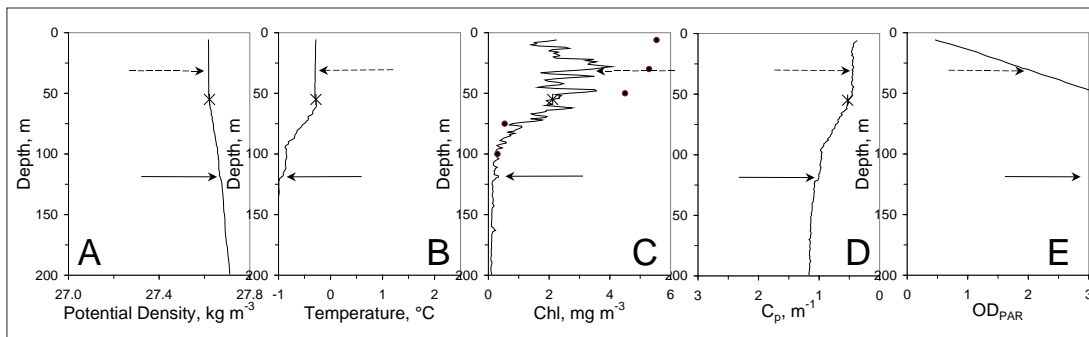 0
50
100
150
200
Depth, m
27.0
27.4
27.8
Potential Density, kg m-3
A
0
50
100
150
200
Depth, m
-1
0
1
2
Temperature, °C
B
0
50
100
150
200
Depth, m
0
2
4
6
Chl, mg m-3
C
0
50
00
50
00
Depth, m
3
2
1
0
Cp, m-1
D
0
50
100
150
200
Depth, m
0
1
2
3
ODPAR
E